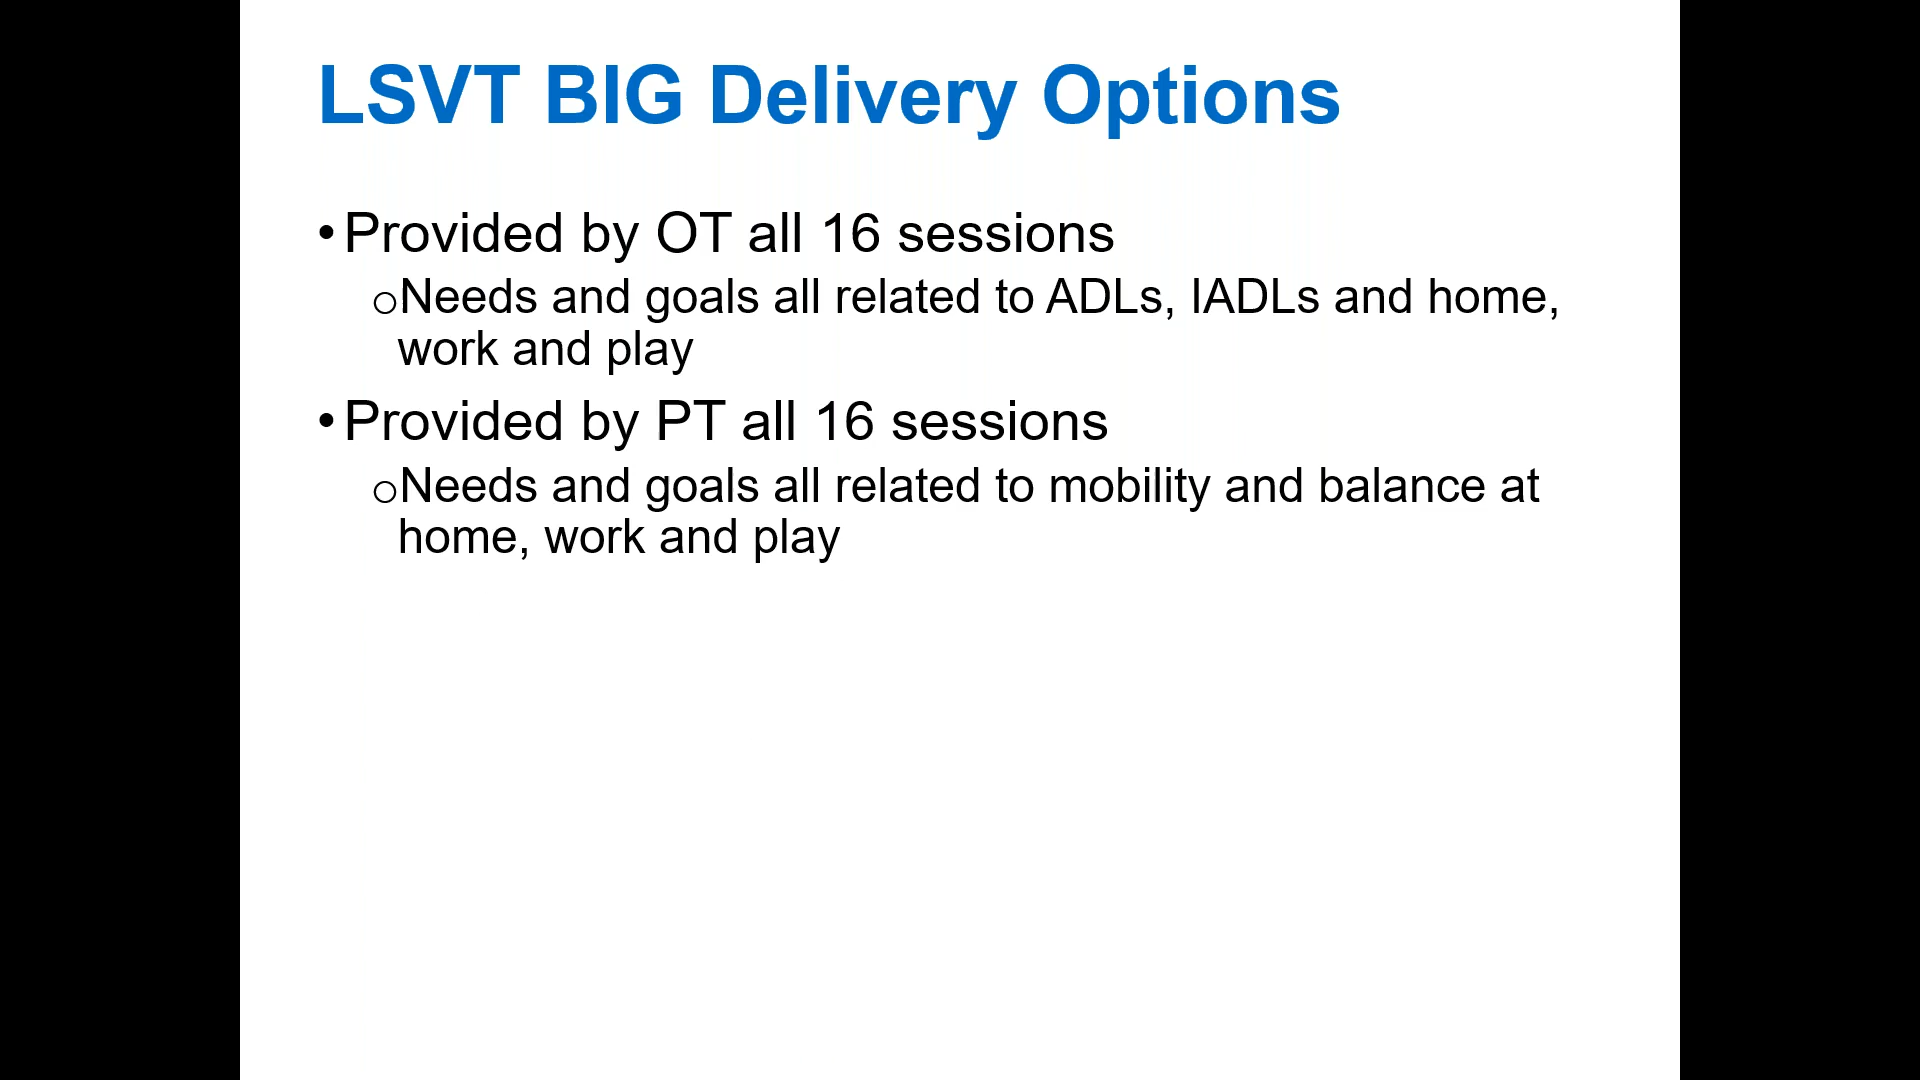 LSVT BIG Delivery Options
•Provided by OT all 16 sessions
oNeeds and goals all related to ADLs, IADLs and home,
work and play
•Provided by PT all 16 sessions
oNeeds and goals all related to mobility and balance at
home, work and play